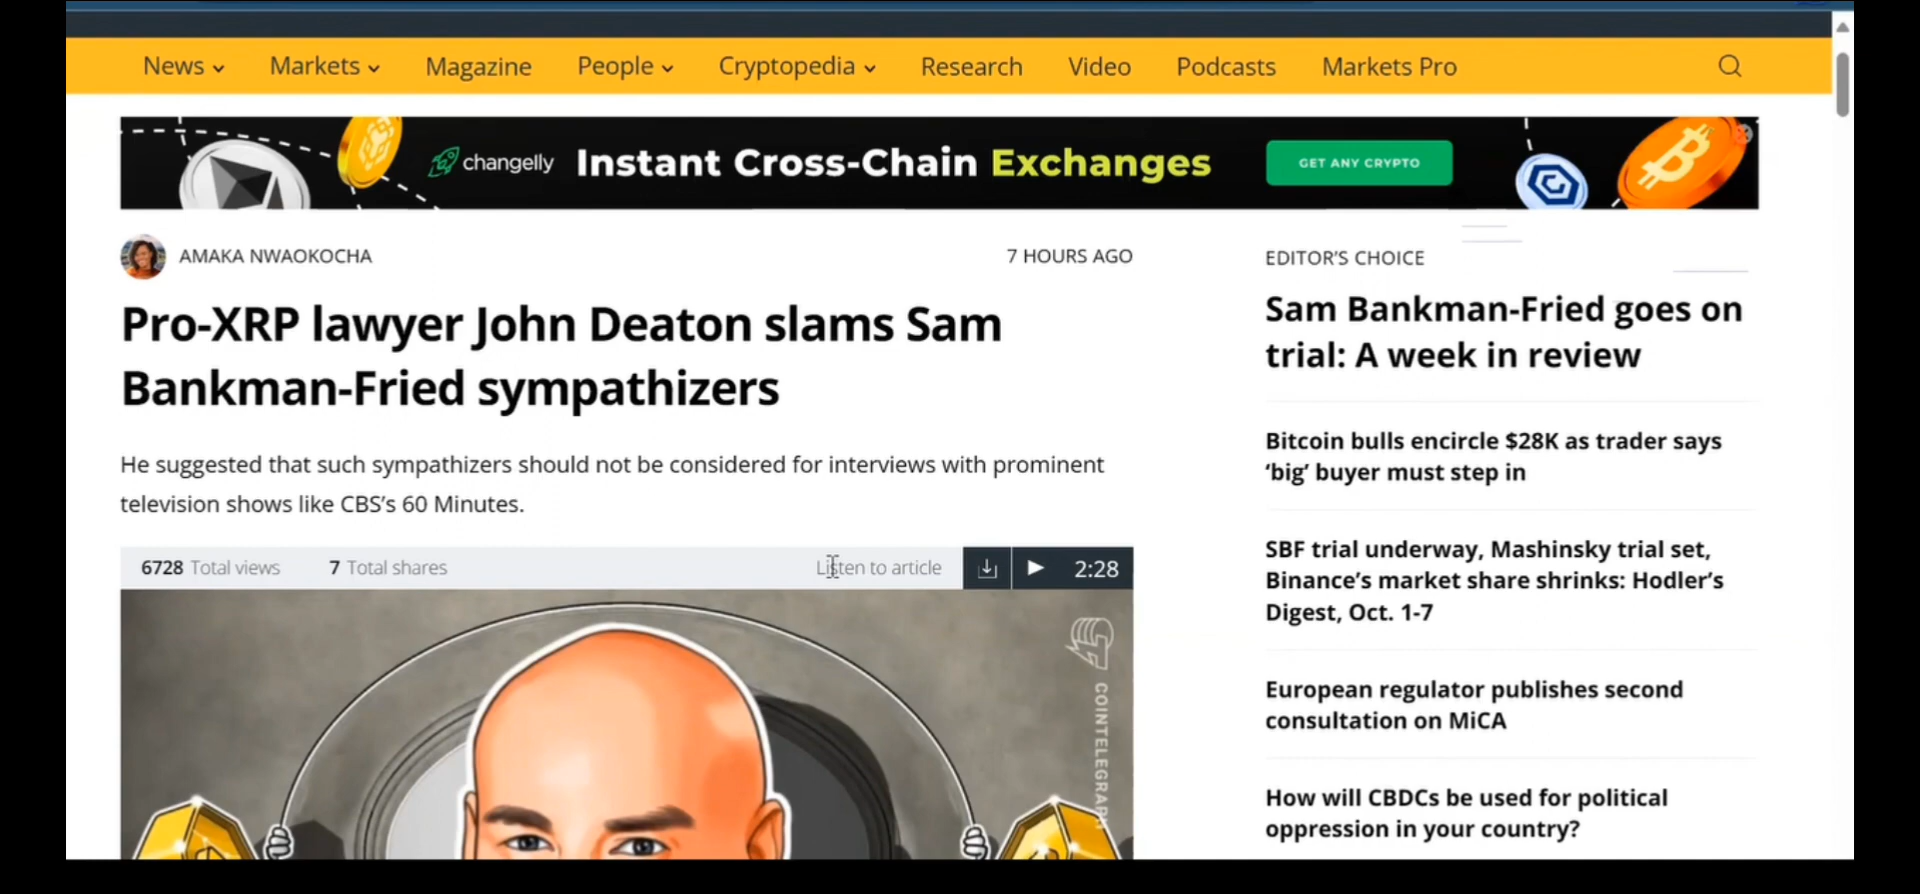 News Markets Magazine People Cryptopedia Research Video Podcasts Markets Pro
changelly Instant Cross-Chain Exchanges GET ANY CRYPTO
AMAKA NWAOKOCHA 7 HOURS AGO
Pro-XRP lawyer John Deaton slams Sam
Bankman-Fried sympathizers
He suggested that such sympathizers should not be considered for interviews with prominent
television shows like CBS’s 60 Minutes.
6728 Total views 7 Total shares Listen to article 2:28
COINTELEGRAPH
EDITOR’S CHOICE
Sam Bankman-Fried goes on
trial: A week in review
Bitcoin bulls encircle $28K as trader says
‘big’ buyer must step in
SBF trial underway, Mashinsky trial set,
Binance’s market share shrinks: Hodler’s
Digest, Oct. 1-7
European regulator publishes second
consultation on MiCA
How will CBDCs be used for political
oppression in your country?